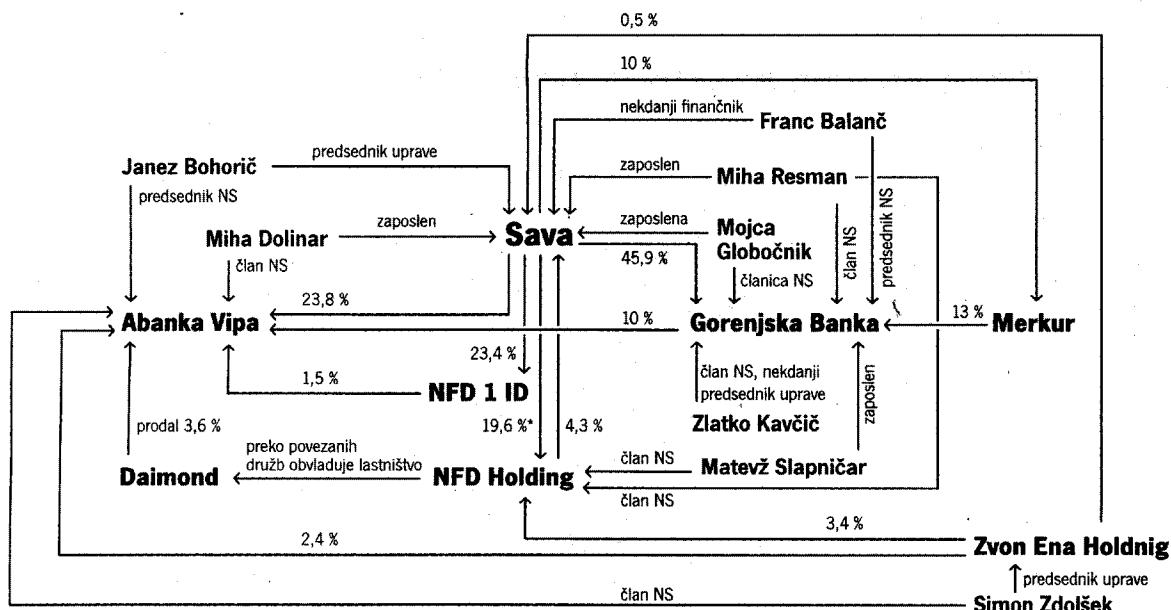 0,5 %
10 %
nekdanji finančnik
Franc Balanč
Janez Bohorič
predsednik uprave
zaposlen
Miha Resman
predsednik NS
zaposlena
Mojca
Globočnik
Miha Dolinar
zaposlen
Sava
član NS
predsednik NS
član NS
45,9 %
članica NS
23,8 %
Abanka Vipa
10 %
Gorenjska Banka
13 %
Merkur
23,4 %
1,5 %
NFD 1 ID
član NS, nekdanji
predsednik uprave
zaposlen
prodal 3,6 %
19,6 %*
4,3 %
Zlatko Kavčič
preko povezanih
družb obvladuje lastništvo
Daimond
NFD Holding
član NS
Matevž Slapničar
član NS
3,4 %
2,4 %
Zvon Ena Holdnig
predsednik uprave
član NS
Simon Zdolšek